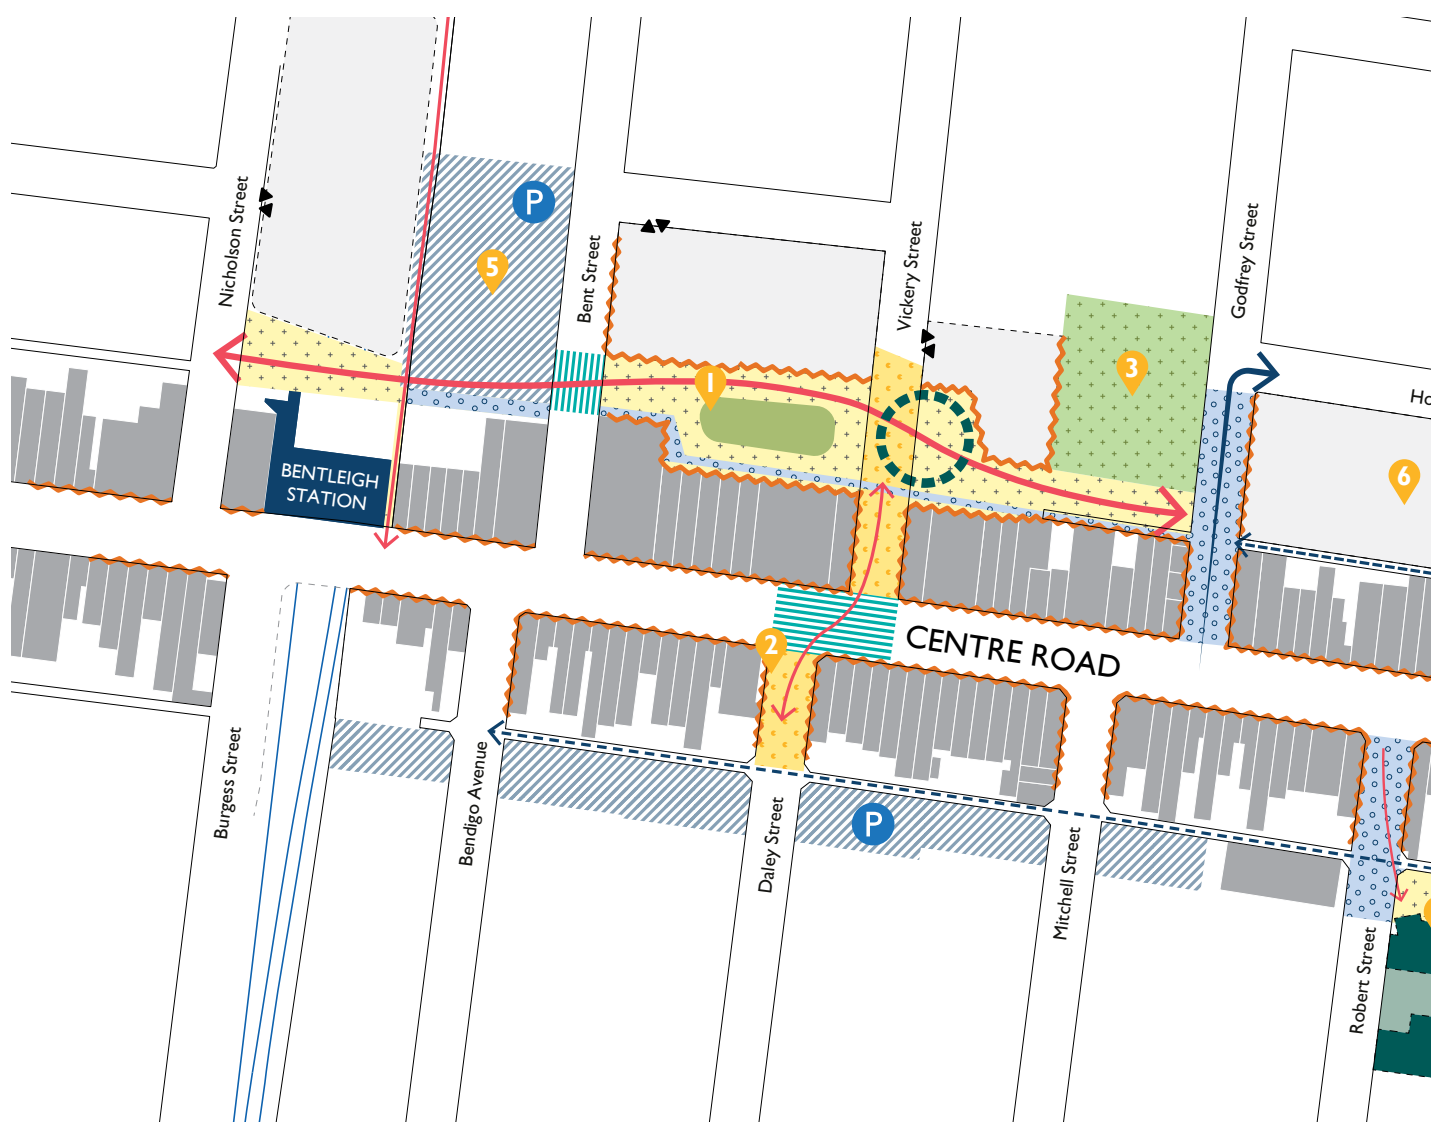 Nicholson Street
P
5
Bent Street
Vickery Street
Godfrey Street
1
3
Ho
6
BENTLEIGH
STATION
2
CENTRE ROAD
Burgess Street
Bendigo Avenue
P
Daley Street
Mitchell Street
Robert Street